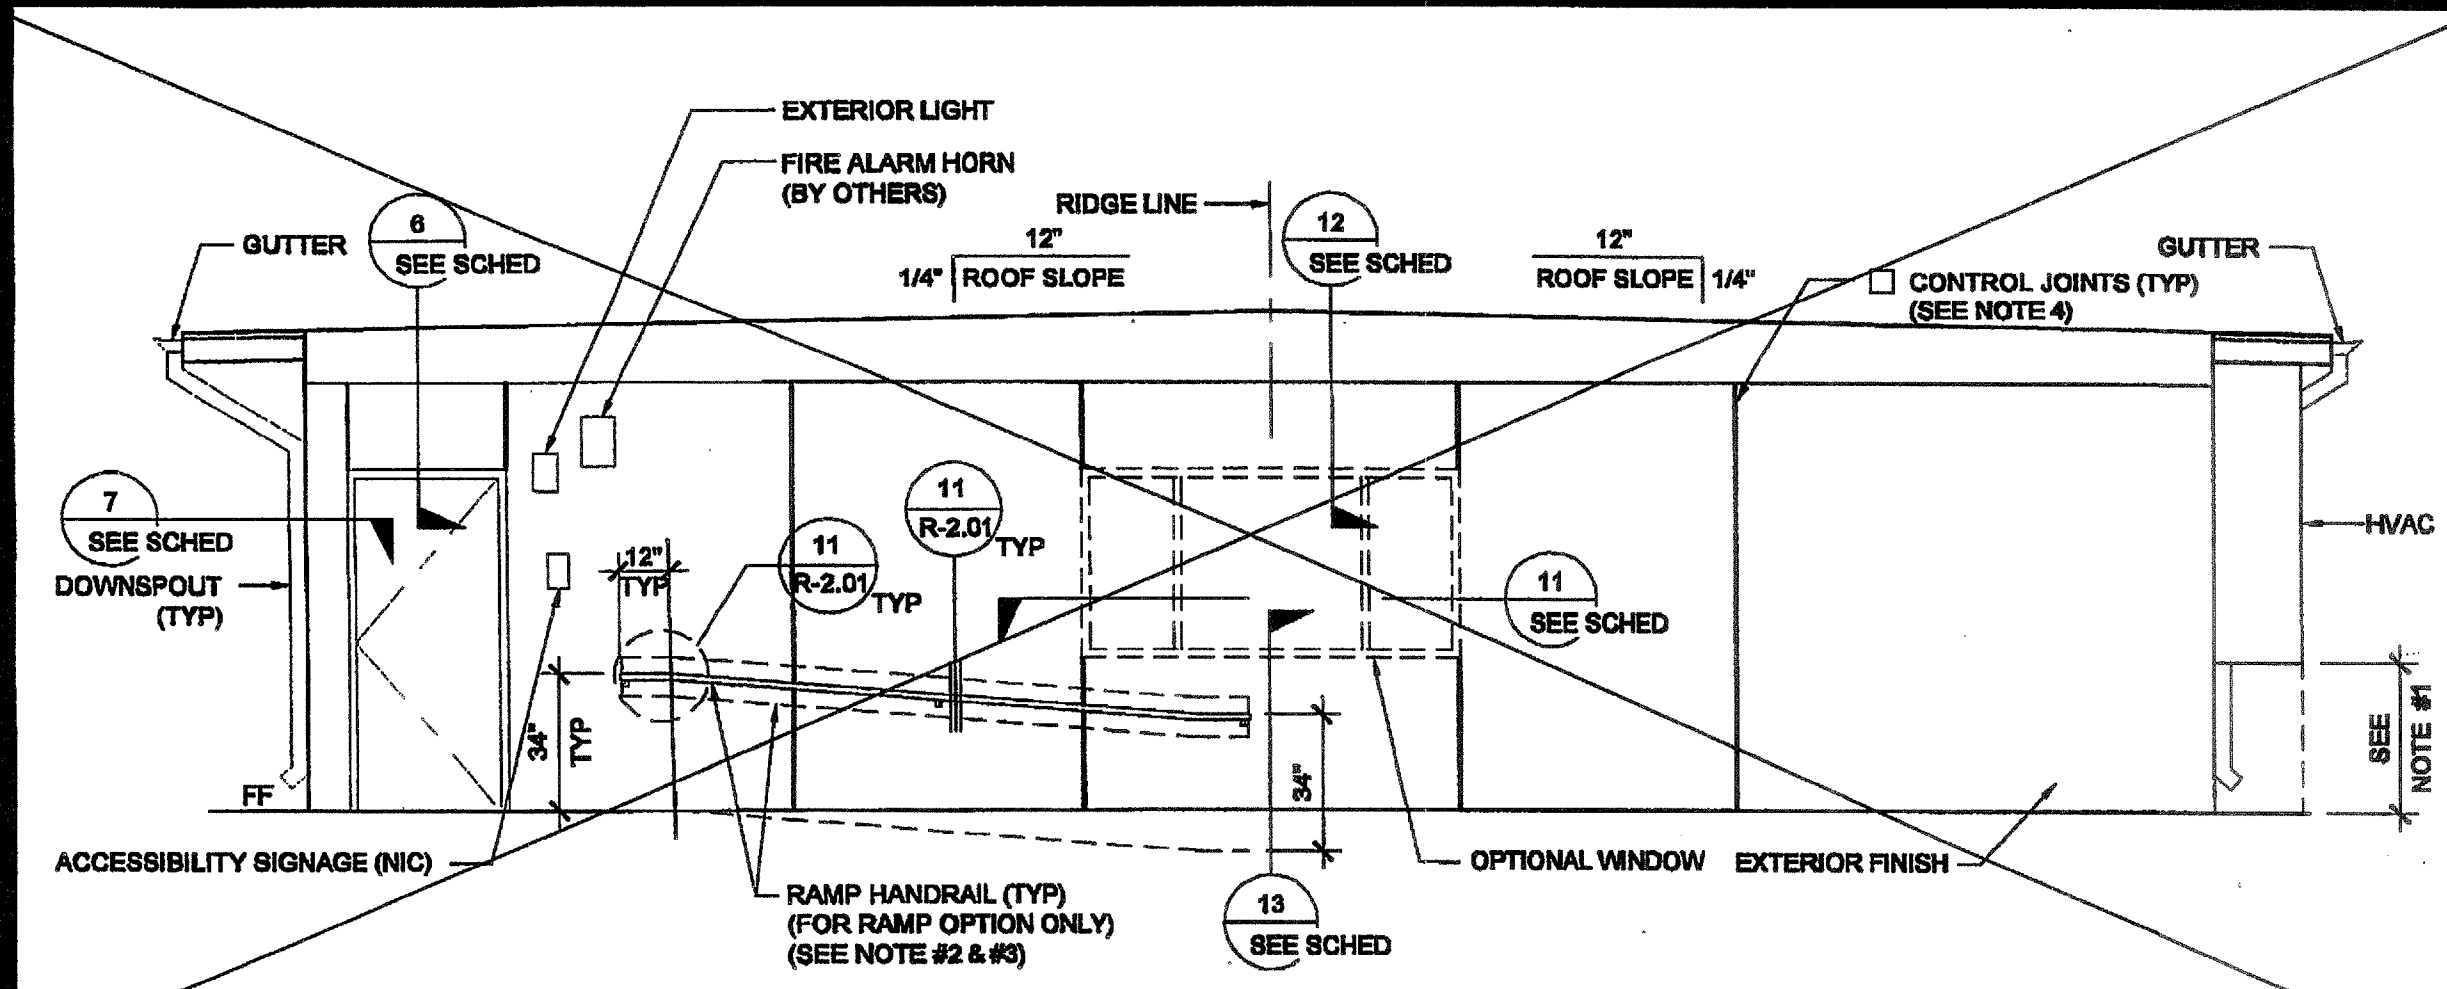 EXTERIOR LIGHT
FIRE ALARM HORN
(BY OTHERS)
RIDGE LINE
6
SEE SCHED
12
SEE SCHED
GUTTER
12"
1/4" ROOF SLOPE
12"
ROOF SLOPE 1/4"
GUTTER
CONTROL JOINTS (TYP)
(SEE NOTE 4)
7
SEE SCHED
11
R-2.01
TYP
11
R-2.01
TYP
12"
TYP
HVAC
DOWNSPOUT
(TYP)
11
SEE SCHED
34"
TYP
34"
SEE
NOTE #1
FF
ACCESSIBILITY SIGNAGE (NIC)
RAMP HANDRAIL (TYP)
(FOR RAMP OPTION ONLY)
(SEE NOTE #2 & #3)
13
SEE SCHED
OPTIONAL WINDOW
EXTERIOR FINISH